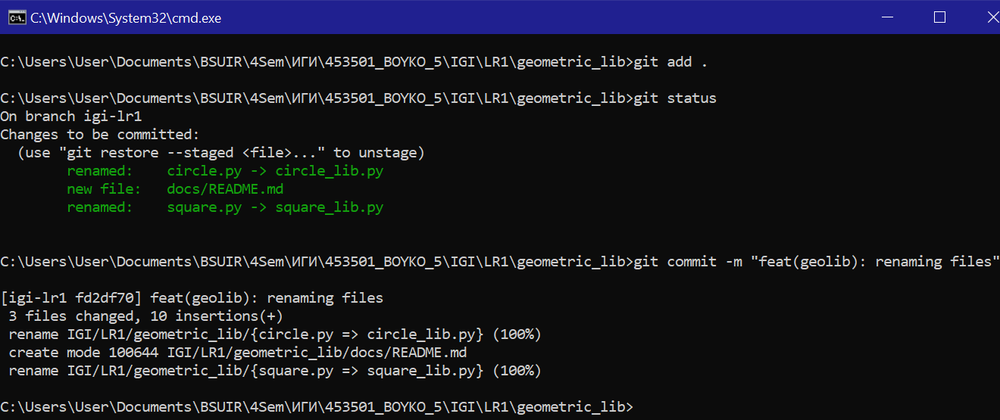 C:\Windows\System32\cmd.exe
C:\Users\User\Documents\BSUIR\4Sem\ИГИ\453501_BOYKO_5\IGI\LR1\geometric_lib>git add .
C:\Users\User\Documents\BSUIR\4Sem\ИГИ\453501_BOYKO_5\IGI\LR1\geometric_lib>git status
On branch igi-lr1
Changes to be committed:
  (use "git restore --staged <file>..." to unstage)
        renamed:    circle.py -> circle_lib.py
        new file:   docs/README.md
        renamed:    square.py -> square_lib.py
C:\Users\User\Documents\BSUIR\4Sem\ИГИ\453501_BOYKO_5\IGI\LR1\geometric_lib>git commit -m "feat(geolib): renaming files"
[igi-lr1 fd2df70] feat(geolib): renaming files
 3 files changed, 10 insertions(+)
 rename IGI/LR1/geometric_lib/{circle.py => circle_lib.py} (100%)
 create mode 100644 IGI/LR1/geometric_lib/docs/README.md
 rename IGI/LR1/geometric_lib/{square.py => square_lib.py} (100%)
C:\Users\User\Documents\BSUIR\4Sem\ИГИ\453501_BOYKO_5\IGI\LR1\geometric_lib>